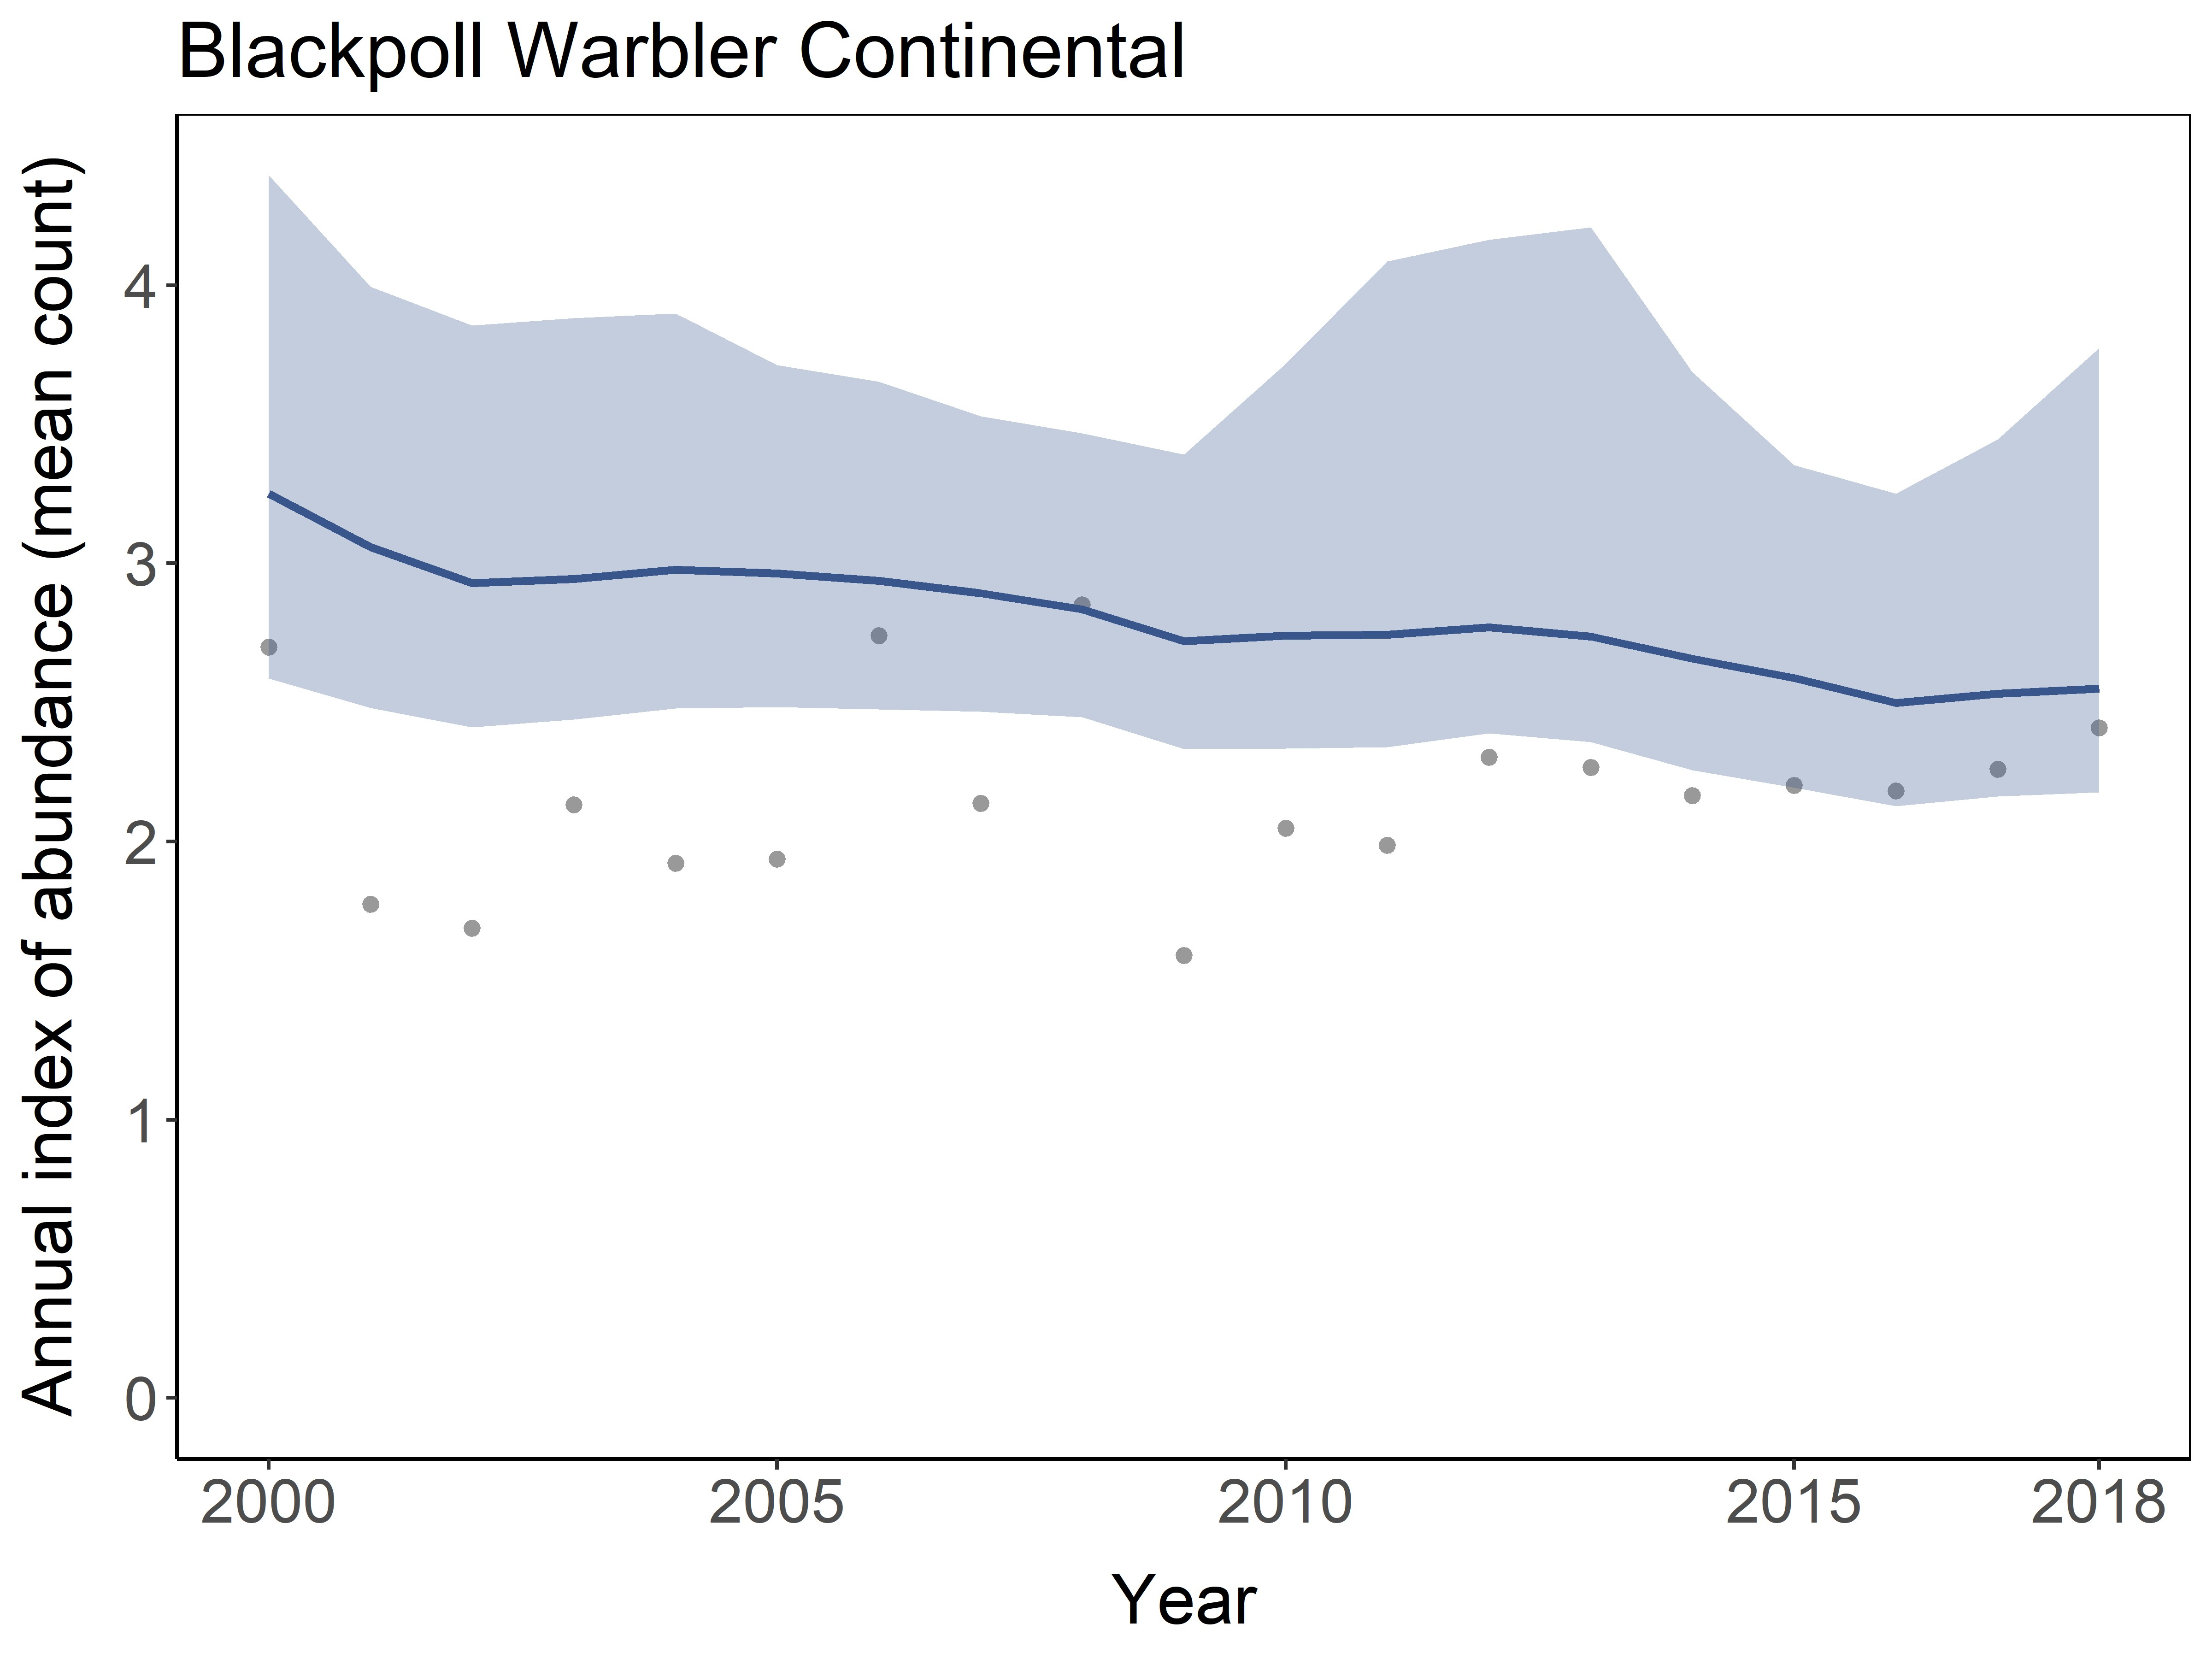 Blackpoll Warbler Continental
Annual index of abundance (mean count)
4
3
2
1
0
2000 2005 2010 2015 2018
Year